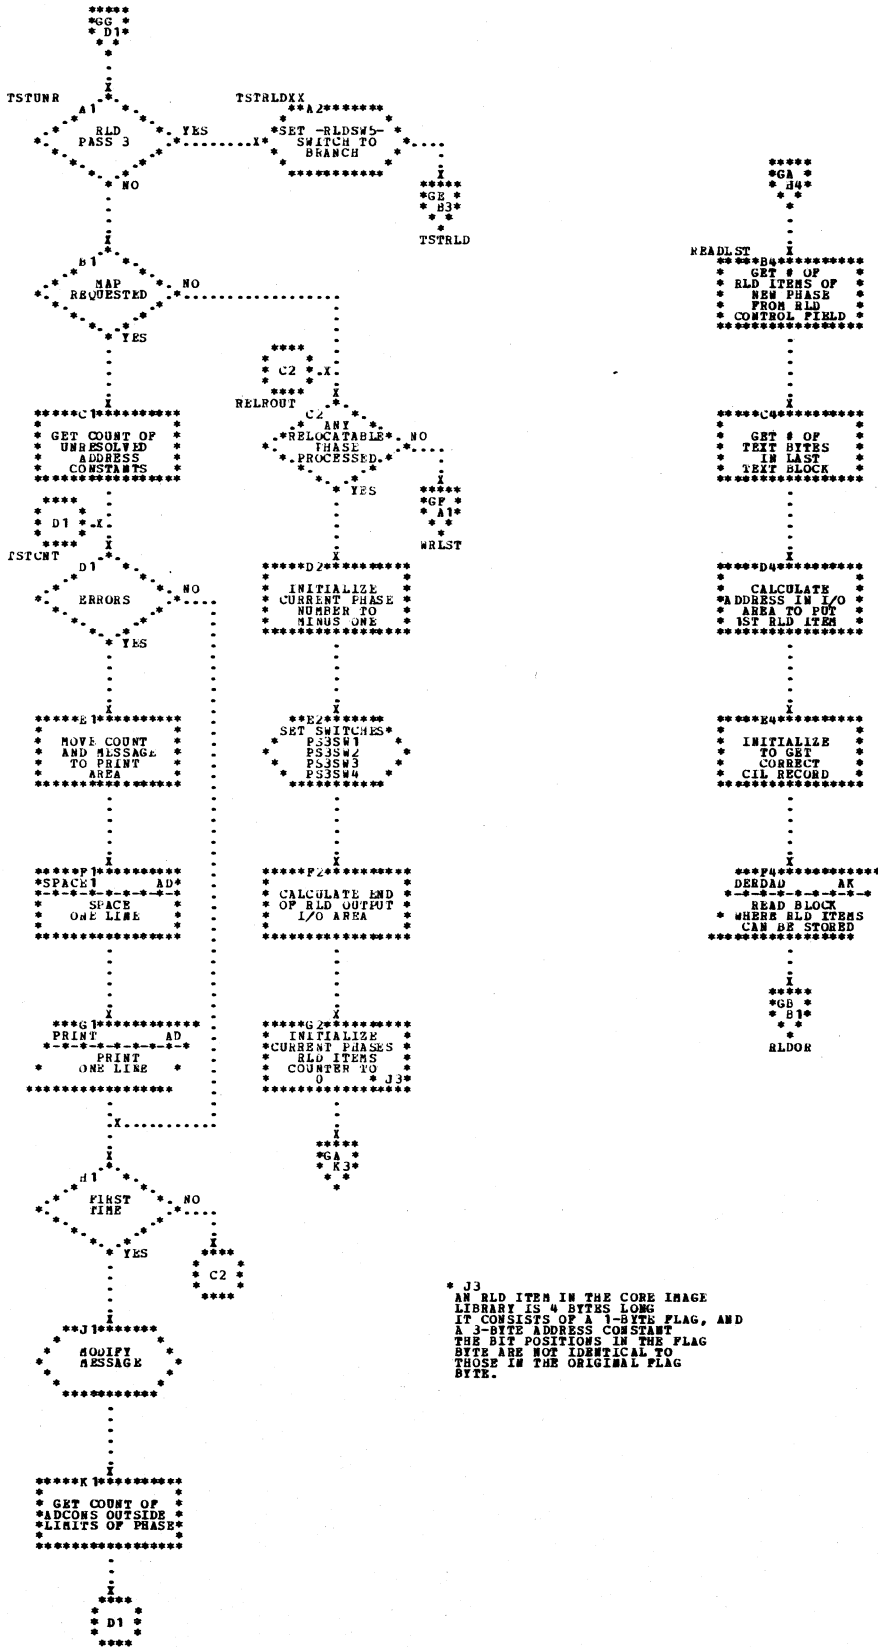 GG
D1
TSTUNR
A1
RLD
PASS 3
YES
NO
TSTRLDXX
A2
SET -RLDSW5-
SWITCH TO
BRANCH
GE
B3
TSTRLD
B1
MAP
REQUESTED
NO
YES
C1
GET COUNT OF
UNRESOLVED
ADDRESS
CONSTANTS
D1
TSTCNT
D1
ERRORS
NO
YES
E1
MOVE COUNT
AND MESSAGE
TO PRINT
AREA
F1
SPACE1 AD
SPACE
ONE LINE
G1
PRINT AD
PRINT
ONE LINE
H1
FIRST
TIME
NO
YES
C2
J1
MODIFY
MESSAGE
K1
GET COUNT OF
ADCONS OUTSIDE
LIMITS OF PHASE
D1
C2
RELROUT
C2
ANY
RELOCATABLE
PHASE
PROCESSED
NO
YES
GF
A1
WRLST
D2
INITIALIZE
CURRENT PHASE
NUMBER TO
MINUS ONE
E2
SET SWITCHES
PS3SW1
PS3SW2
PS3SW3
PS3SW4
F2
CALCULATE END
OF RLD OUTPUT
I/O AREA
G2
INITIALIZE
CURRENT PHASES
RLD ITEMS
COUNTER TO
0 * J3
GA
K3
GA
B4
READLST
B4
GET # OF
RLD ITEMS OF
NEW PHASE
FROM RLD
CONTROL FIELD
C4
GET # OF
TEXT BYTES
IN LAST
TEXT BLOCK
D4
CALCULATE
ADDRESS IN I/O
AREA TO PUT
1ST RLD ITEM
E4
INITIALIZE
TO GET
CORRECT
CIL RECORD
F4
DERDAD AK
READ BLOCK
WHERE RLD ITEMS
CAN BE STORED
GB
B1
RLDOR
* J3
AN RLD ITEM IN THE CORE IMAGE
LIBRARY IS 4 BYTES LONG
IT CONSISTS OF A 1-BYTE FLAG, AND
A 3-BYTE ADDRESS CONSTANT
THE BIT POSITIONS IN THE FLAG
BYTE ARE NOT IDENTICAL TO
THOSE IN THE ORIGINAL FLAG
BYTE.